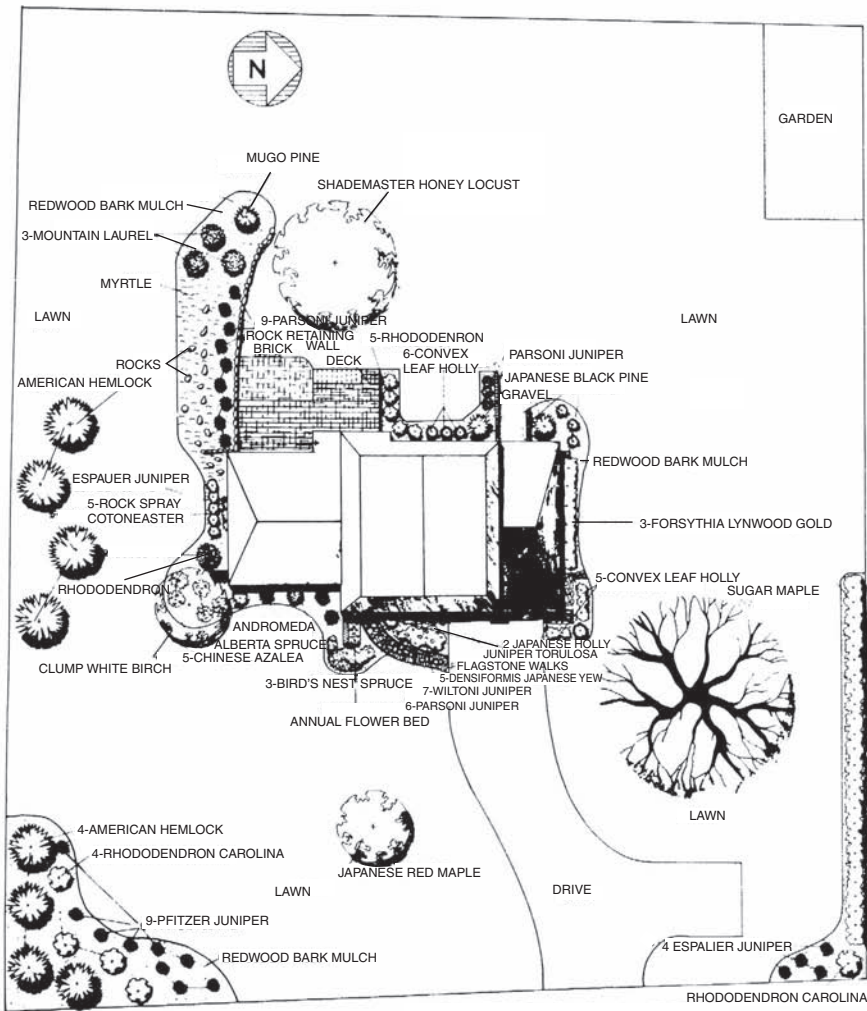 N
GARDEN
MUGO PINE
SHADEMASTER HONEY LOCUST
REDWOOD BARK MULCH
3-MOUNTAIN LAUREL
MYRTLE
LAWN
LAWN
9-PARSONI JUNIPER
ROCK RETAINING
WALL
BRICK
DECK
5-RHODODENRON
6-CONVEX
LEAF HOLLY
PARSONI JUNIPER
JAPANESE BLACK PINE
GRAVEL
ROCKS
AMERICAN HEMLOCK
REDWOOD BARK MULCH
ESPAUER JUNIPER
5-ROCK SPRAY
COTONEASTER
3-FORSYTHIA LYNWOOD GOLD
RHODODENDRON
5-CONVEX LEAF HOLLY
SUGAR MAPLE
ANDROMEDA
ALBERTA SPRUCE
5-CHINESE AZALEA
CLUMP WHITE BIRCH
2 JAPANESE HOLLY
JUNIPER TORULOSA
FLAGSTONE WALKS
5-DENSIFORMIS JAPANESE YEW
7-WILTONI JUNIPER
6-PARSONI JUNIPER
3-BIRD'S NEST SPRUCE
ANNUAL FLOWER BED
LAWN
4-AMERICAN HEMLOCK
4-RHODODENDRON CAROLINA
JAPANESE RED MAPLE
LAWN
DRIVE
9-PFITZER JUNIPER
REDWOOD BARK MULCH
4 ESPALIER JUNIPER
RHODODENDRON CAROLINA